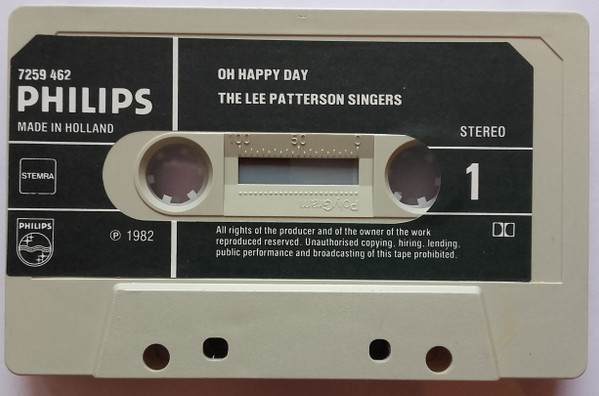 7259 462
PHILIPS
MADE IN HOLLAND
OH HAPPY DAY
THE LEE PATTERSON SINGERS
STEREO
100 50 0
PolyGram
STEMRA
1
PHILIPS
℗ 1982
All rights of the producer and of the owner of the work
reproduced reserved. Unauthorised copying, hiring, lending,
public performance and broadcasting of this tape prohibited.